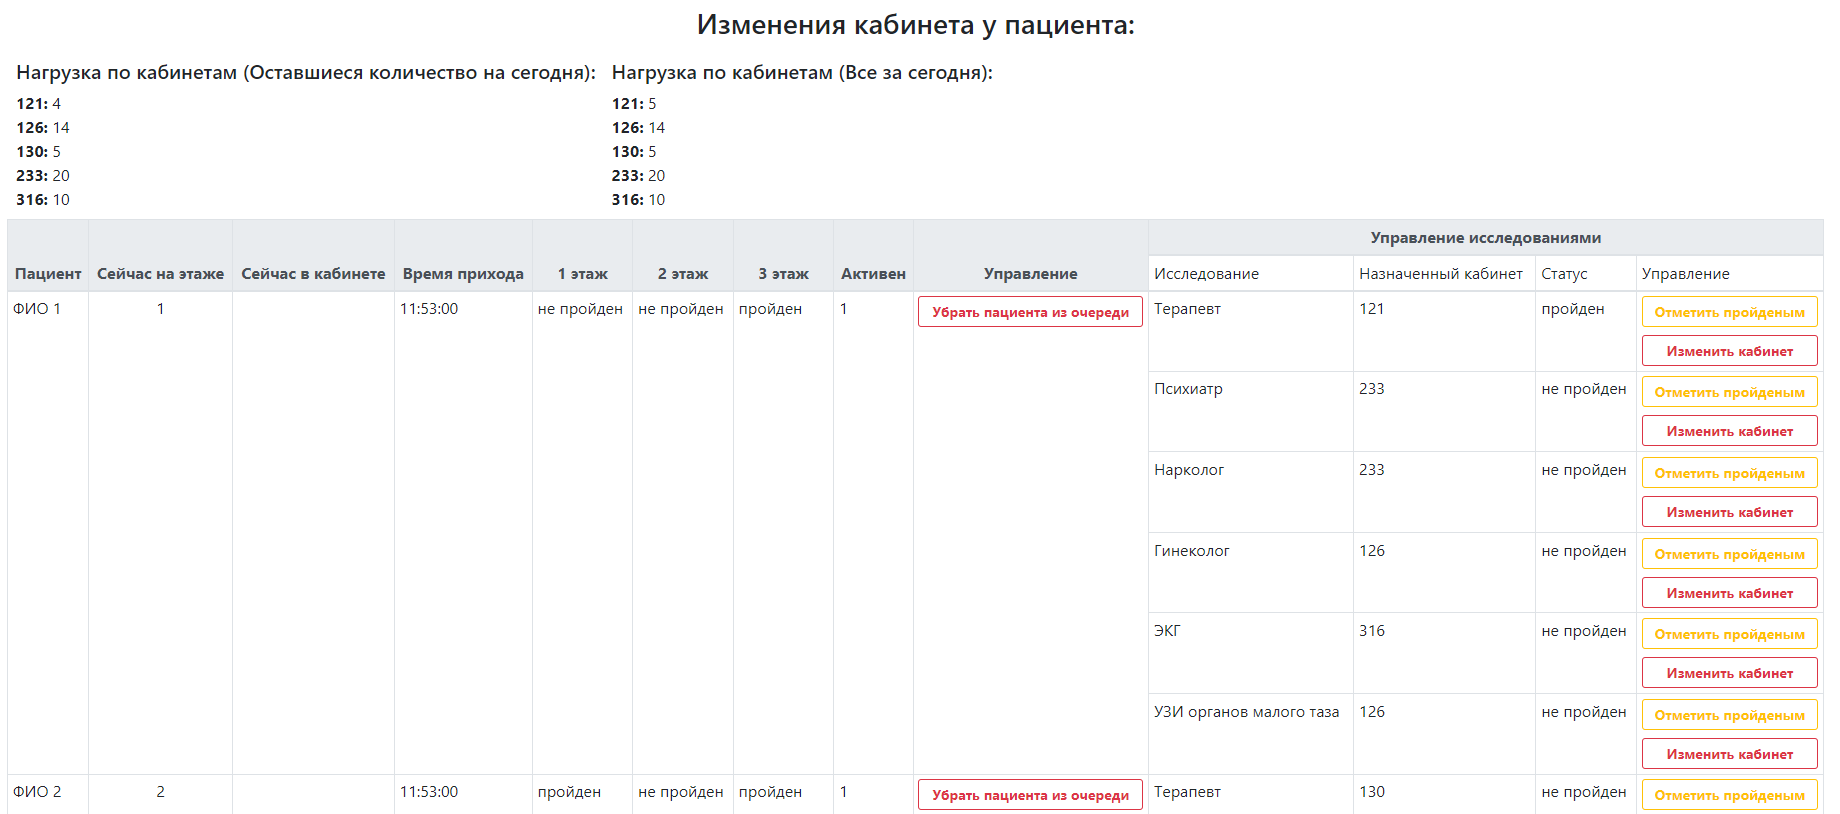 Изменения кабинета у пациента:
Нагрузка по кабинетам (Оставшиеся количество на сегодня):
121: 4
126: 14
130: 5
233: 20
316: 10
Нагрузка по кабинетам (Все за сегодня):
121: 5
126: 14
130: 5
233: 20
316: 10
Управление исследованиями
Пациент Сейчас на этаже Сейчас в кабинете Время прихода 1 этаж 2 этаж 3 этаж Активен Управление Исследование Назначенный кабинет Статус Управление
ФИО 1 1 11:53:00 не пройден не пройден пройден 1 Убрать пациента из очереди Терапевт 121 пройден Отметить пройденым
Изменить кабинет
Психиатр 233 не пройден Отметить пройденым
Изменить кабинет
Нарколог 233 не пройден Отметить пройденым
Изменить кабинет
Гинеколог 126 не пройден Отметить пройденым
Изменить кабинет
ЭКГ 316 не пройден Отметить пройденым
Изменить кабинет
УЗИ органов малого таза 126 не пройден Отметить пройденым
Изменить кабинет
ФИО 2 2 11:53:00 пройден не пройден пройден 1 Убрать пациента из очереди Терапевт 130 не пройден Отметить пройденым